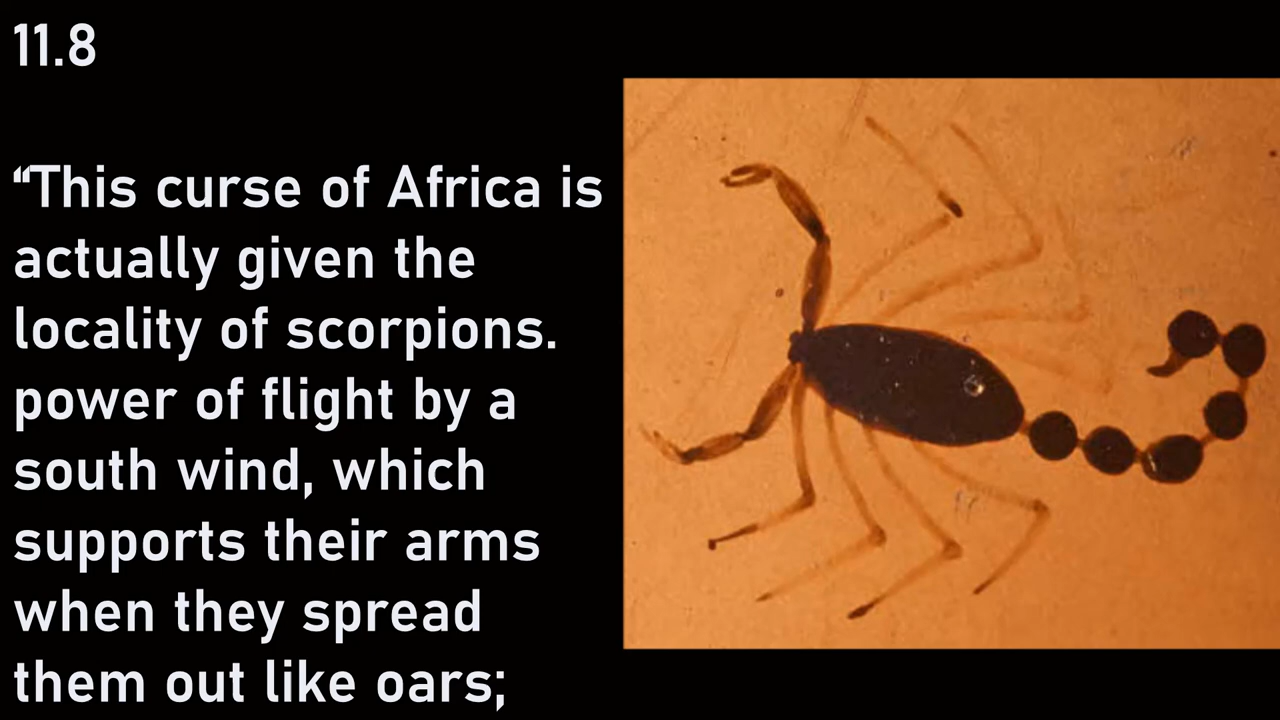 11.8
“This curse of Africa is
actually given the
locality of scorpions.
power of flight by a
south wind, which
supports their arms
when they spread
them out like oars;